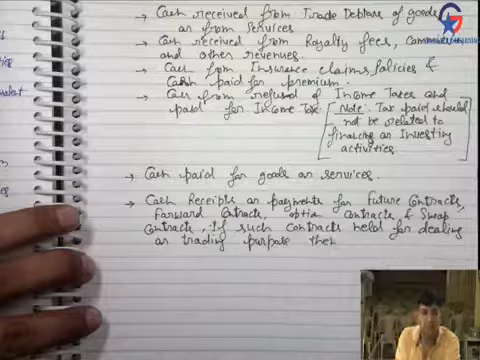 → Cash received from Trade Debtors of goods
or from services
→ Cash received from Royalty fees, Commission
and other revenues.
→ Cash from Insurance claims, policies &
Cash paid for premium.
→ Cash from refund of Income Taxes and
paid for Income Tax. [Note: Tax paid should
not be related to
financing or Investing
activities.]
→ Cash paid for goods or services.
→ Cash Receipts or payments for future Contracts,
Forward Contracts, option Contracts & Swap
Contracts, if such contracts held for dealing
or trading purpose then